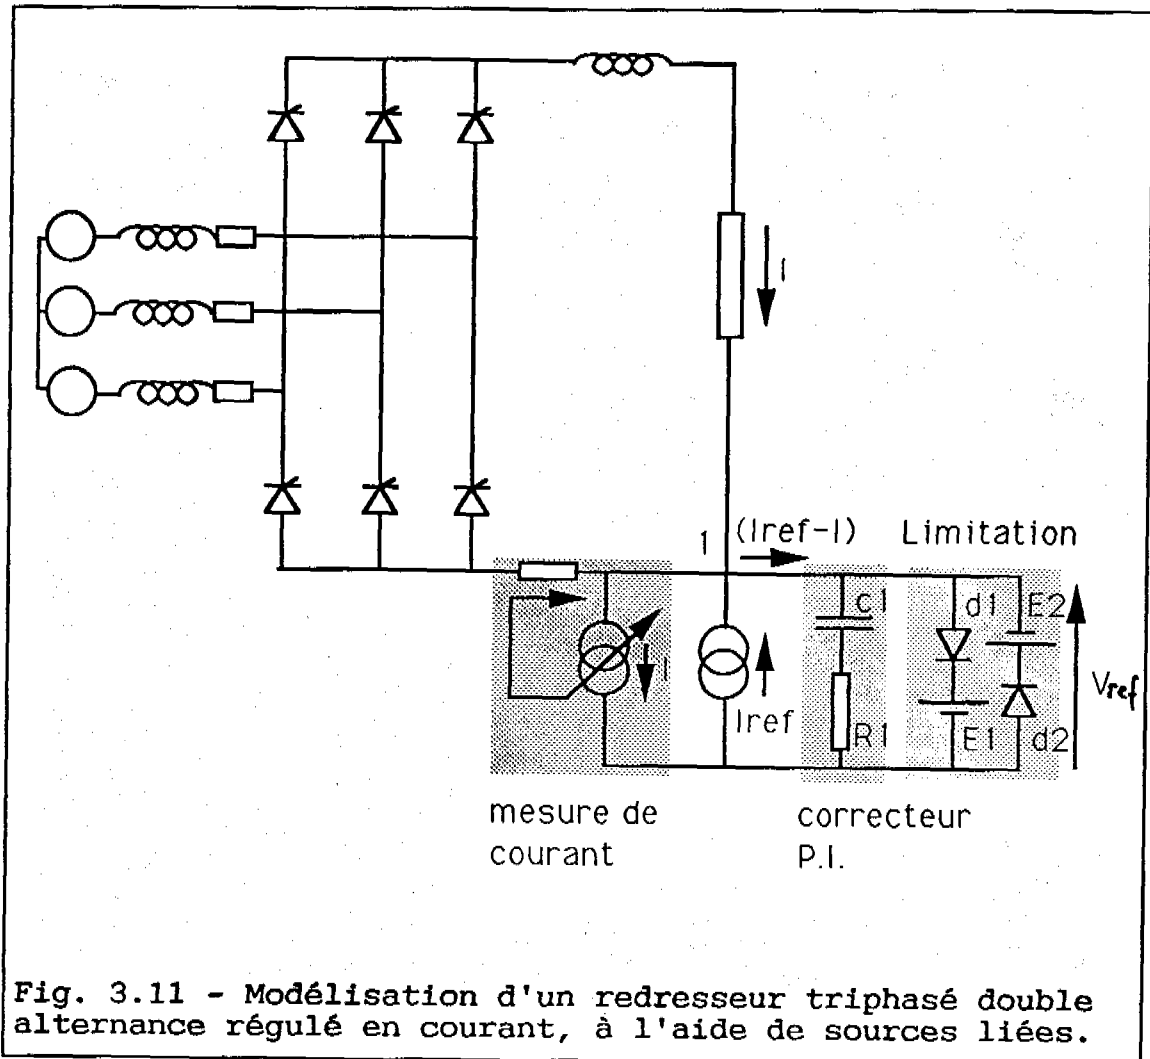 I
1 (Iref-I) Limitation
c1 d1 E2
I Iref R1 E1 d2 Vref
mesure de
courant
correcteur
P.I.
Fig. 3.11 - Modélisation d'un redresseur triphasé double
alternance régulé en courant, à l'aide de sources liées.